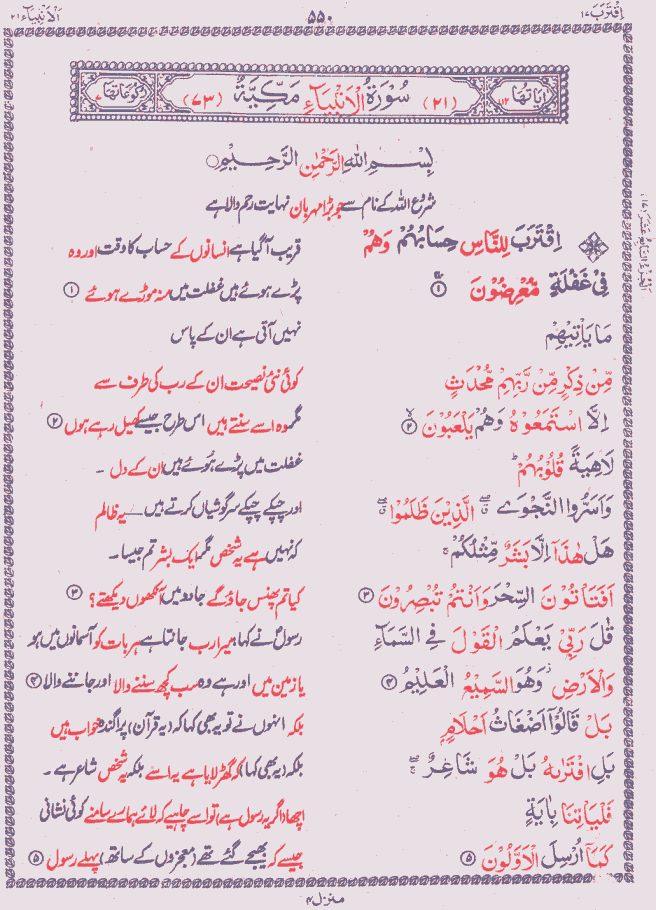 اِقْتَرَبَ ١٧
٥٥٠
اَلْاَنْۢبِيَآء ٢١
اٰيَاتُهَا ١١٢
(٢١) سُوْرَةُ الْاَنْۢبِيَآءِ مَكِّيَّةٌ (٧٣)
رُكُوْعَاتُهَا ٧
بِسْمِ اللهِ الرَّحْمٰنِ الرَّحِيْمِ
شروع اللہ کے نام سے جو بڑا مہربان نہایت رحم والا ہے
اِقْتَرَبَ لِلنَّاسِ حِسَابُهُمْ وَهُمْ
قریب آ گیا ہے انسانوں کے حساب کا وقت اور وہ
فِيْ غَفْلَةٍ مُّعْرِضُوْنَ ۞١
پڑے ہوئے ہیں غفلت میں منہ موڑے ہوئے ①
مَا يَاْتِيْهِمْ
نہیں آتی ہے ان کے پاس
مِّنْ ذِكْرٍ مِّنْ رَّبِّهِمْ مُّحْدَثٍ
کوئی نئی نصیحت ان کے رب کی طرف سے
اِلَّا اسْتَمَعُوْهُ وَهُمْ يَلْعَبُوْنَ ②
مگر وہ اسے سنتے ہیں اس طرح جیسے کھیل رہے ہوں ②
لَاهِيَةً قُلُوْبُهُمْ ؕ
غفلت میں پڑے ہوئے ہیں ان کے دل ۔
وَاَسَرُّوا النَّجْوَى الَّذِيْنَ ظَلَمُوْا
اور چپکے چپکے سرگوشیاں کرتے ہیں یہ ظالم
هَلْ هٰذَاۤ اِلَّا بَشَرٌ مِّثْلُكُمْ ۚ
کہ نہیں ہے یہ شخص مگر ایک بشر تم جیسا۔
اَفَتَاْتُوْنَ السِّحْرَ وَاَنْتُمْ تُبْصِرُوْنَ ③
کیا تم پھنس جاؤ گے جادو میں آنکھوں دیکھتے؟ ③
قٰلَ رَبِّيْ يَعْلَمُ الْقَوْلَ فِي السَّمَآءِ
رسول نے کہا، میرا رب جانتا ہے ہر بات کو آسمانوں میں ہو
وَالْاَرْضِ ؗ وَهُوَ السَّمِيْعُ الْعَلِيْمُ ④
یا زمین میں اور ہے وہ سب کچھ سننے والا اور جاننے والا ④
بَلْ قَالُوْۤا اَضْغَاثُ اَحْلَامٍۭ
بلکہ انہوں نے تو یہ بھی کہا کہ (یہ قرآن) پراگندہ خواب ہیں
بَلِ افْتَرٰىهُ بَلْ هُوَ شَاعِرٌ
بلکہ (یہ بھی کہا) کہ گھڑ لایا ہے یہ اسے بلکہ یہ شخص شاعر ہے ۔
فَلْيَاْتِنَا بِاٰيَةٍ
اچھا اگر یہ رسول ہے) تو اسے چاہیے کہ لائے ہمارے سامنے کوئی نشانی
كَمَاۤ اُرْسِلَ الْاَوَّلُوْنَ ⑤
جیسے کہ بھیجے گئے تھے (معجزوں کے ساتھ) پہلے رسول ⑤
منزل ٤